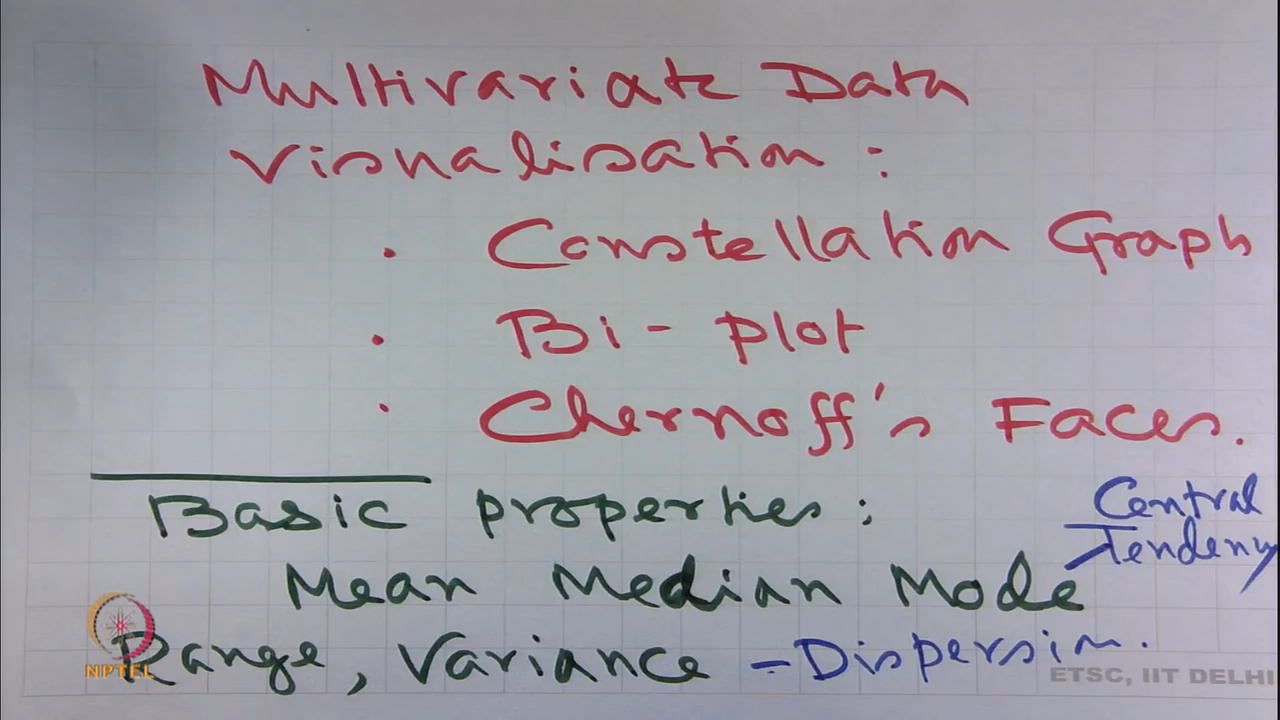 Multivariate Data
Visualisation :
· Constellation Graph
· Bi - plot
· Chernoff's Faces.
Basic properties :
Central
Tendency
Mean Median Mode
Range, Variance - Dispersion.
NPTEL
ETSC, IIT DELHI